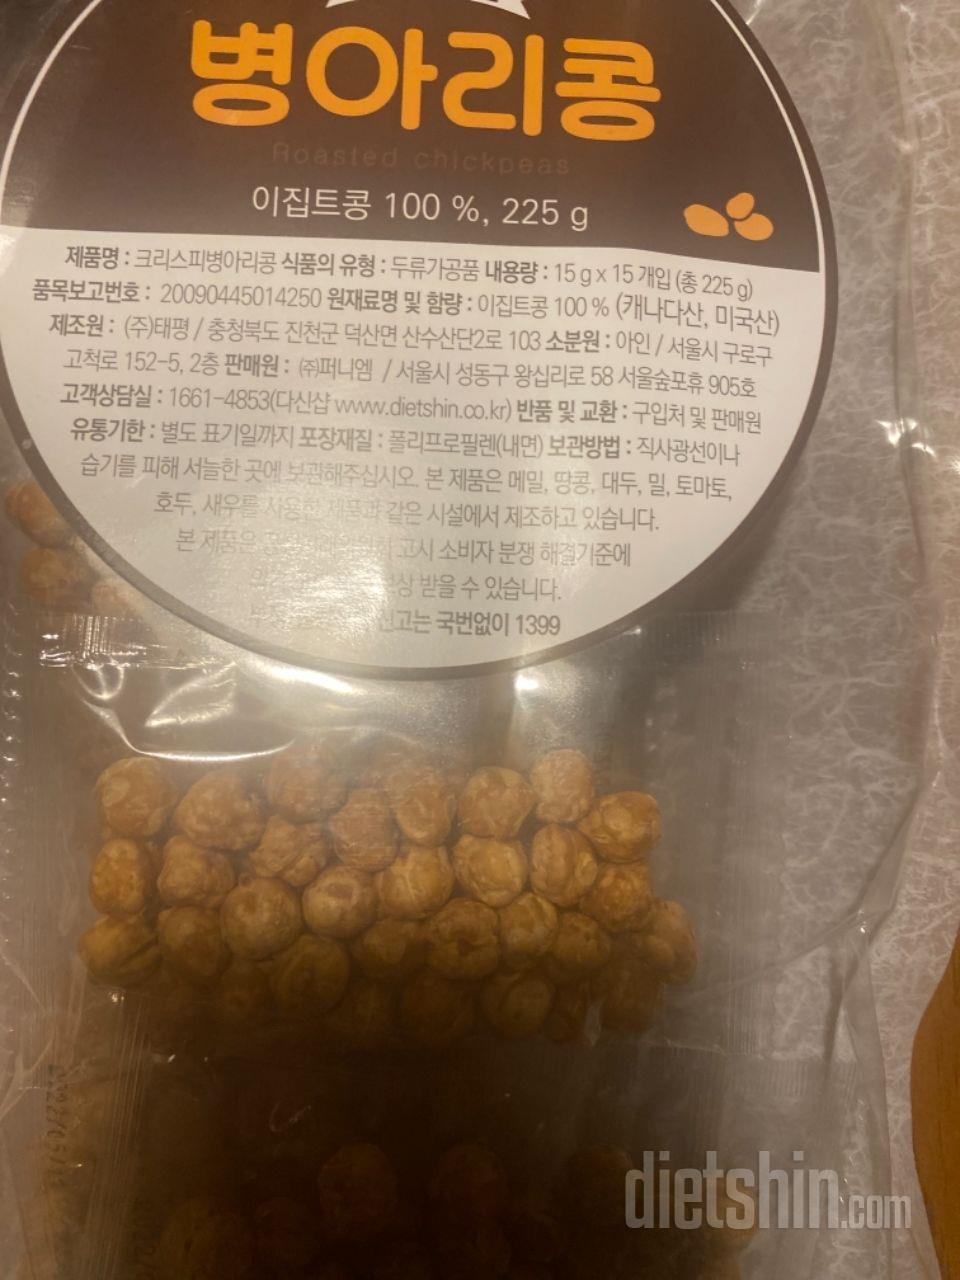 병아리콩
Roasted chickpeas
이집트콩 100 %, 225 g
제품명 : 크리스피병아리콩 식품의 유형 : 두류가공품 내용량 : 15 g x 15 개입 (총 225 g)
품목보고번호 : 20090445014250 원재료명 및 함량 : 이집트콩 100 % (캐나다산, 미국산)
제조원 : (주)태평 / 충청북도 진천군 덕산면 산수산단2로 103 소분원 : 아인 / 서울시 구로구
고척로 152-5, 2층 판매원 : ㈜퍼니엠 / 서울시 성동구 왕십리로 58 서울숲포휴 905호
고객상담실 : 1661-4853(다신샵 www.dietshin.co.kr) 반품 및 교환 : 구입처 및 판매원
유통기한 : 별도 표기일까지 포장재질 : 폴리프로필렌(내면) 보관방법 : 직사광선이나
습기를 피해 서늘한 곳에 보관해주십시오. 본 제품은 메밀, 땅콩, 대두, 밀, 토마토,
호두, 새우를 사용한 제품과 같은 시설에서 제조하고 있습니다.
본 제품은 고시 소비자 분쟁 해결기준에
받을 수 있습니다.
신고는 국번없이 1399
dietshin.com